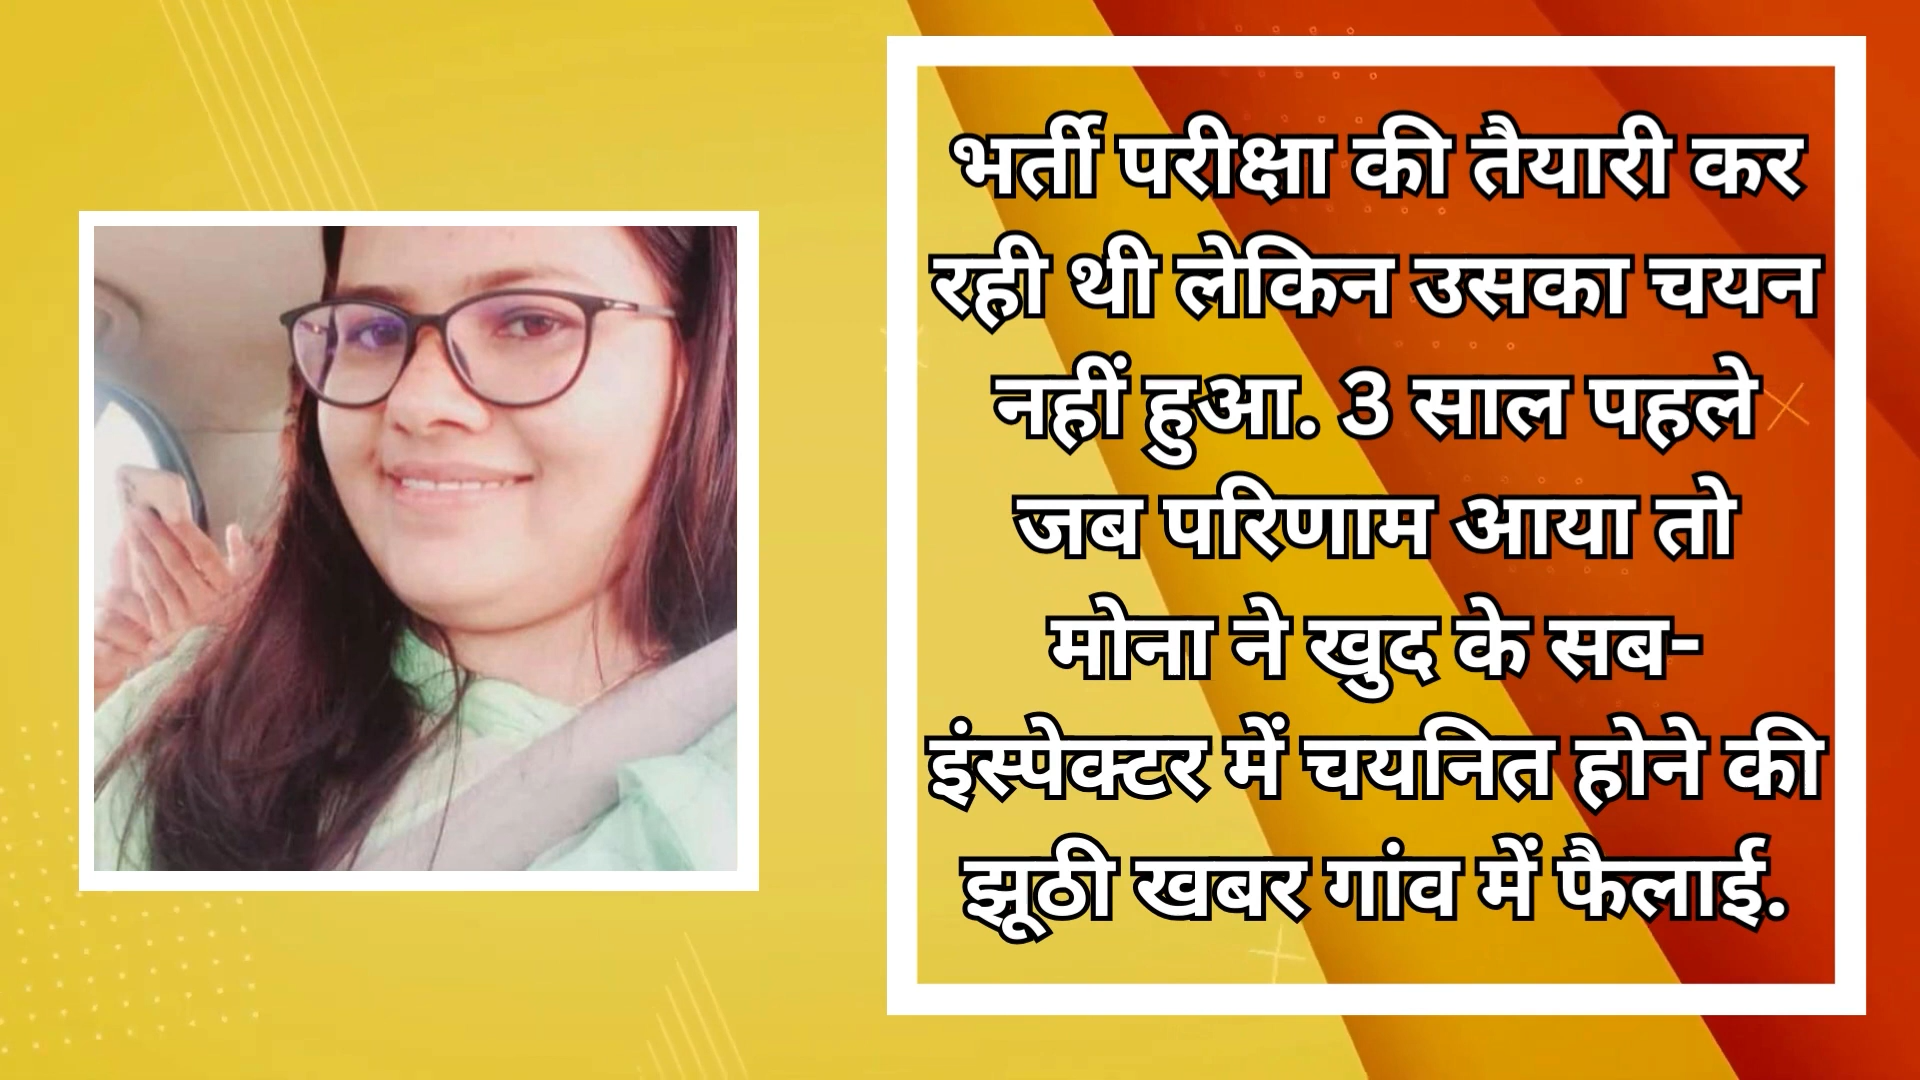 भर्ती परीक्षा की तैयारी कर
रही थी लेकिन उसका चयन
नहीं हुआ. 3 साल पहले
जब परिणाम आया तो
मोना ने खुद के सब-
इंस्पेक्टर में चयनित होने की
झूठी खबर गांव में फैलाई.